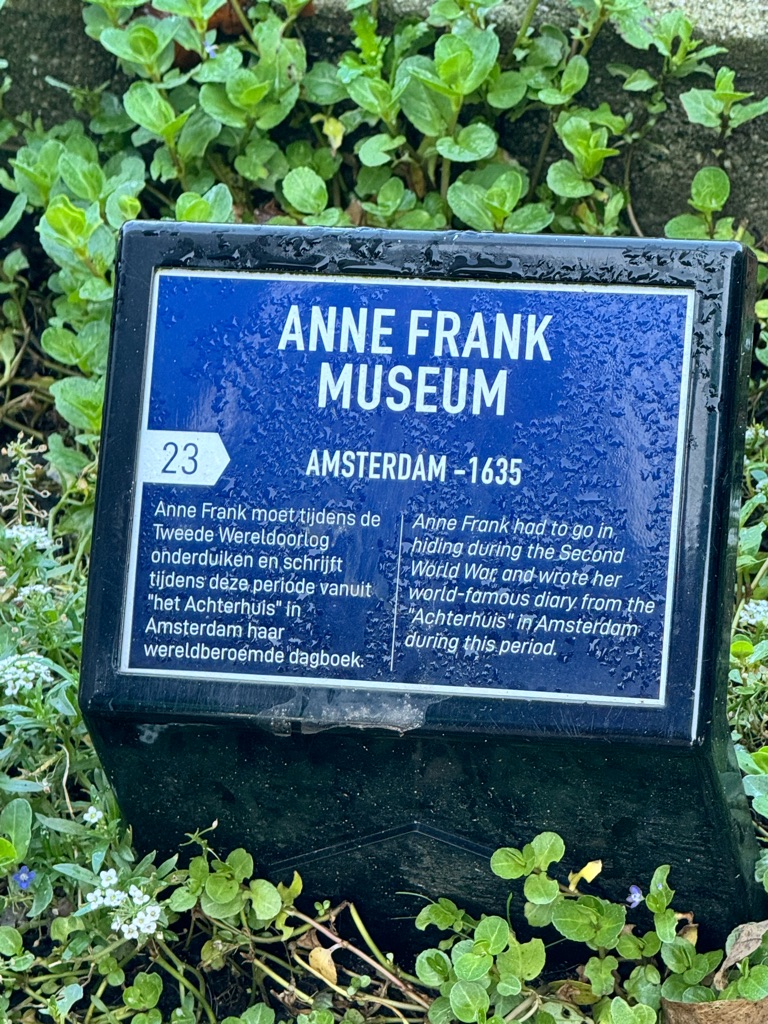 ANNE FRANK
MUSEUM
23
AMSTERDAM -1635
Anne Frank moet tijdens de
Tweede Wereldoorlog
onderduiken en schrijft
tijdens deze periode vanuit
"het Achterhuis" in
Amsterdam haar
wereldberoemde dagboek.
Anne Frank had to go in
hiding during the Second
World War, and wrote her
world-famous diary from the
"Achterhuis" in Amsterdam
during this period.